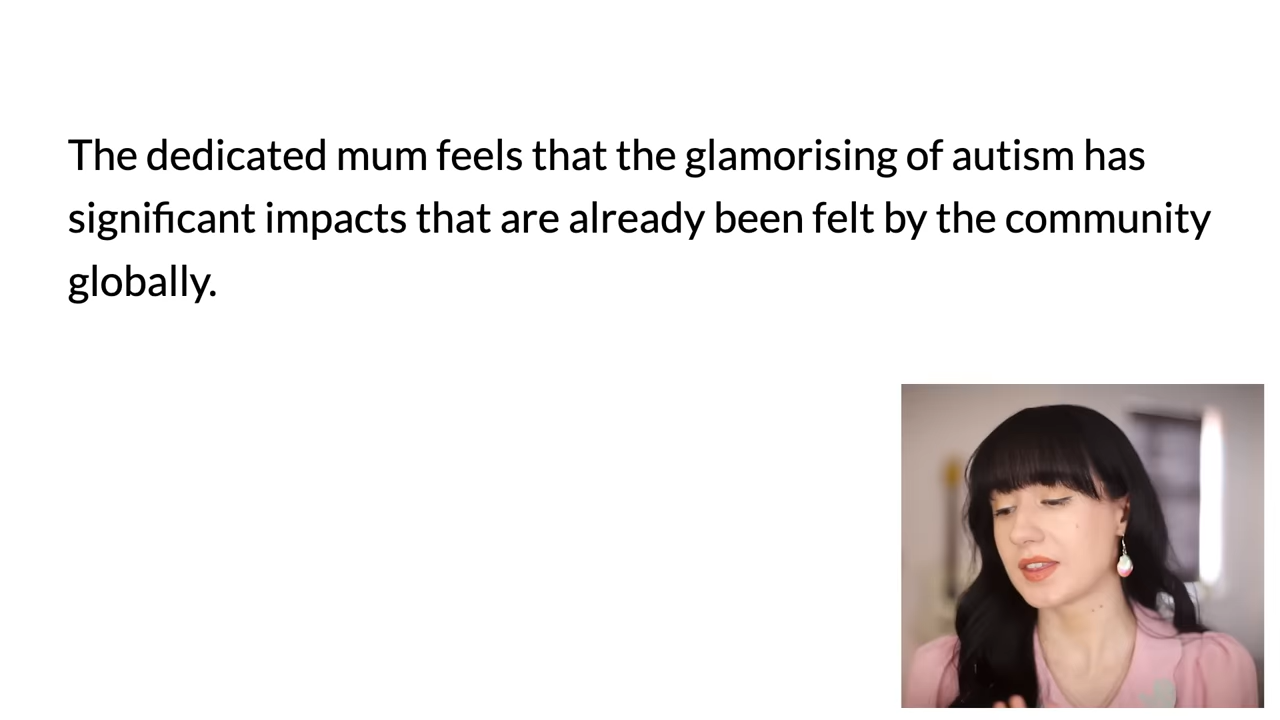 The dedicated mum feels that the glamorising of autism has
significant impacts that are already been felt by the community
globally.